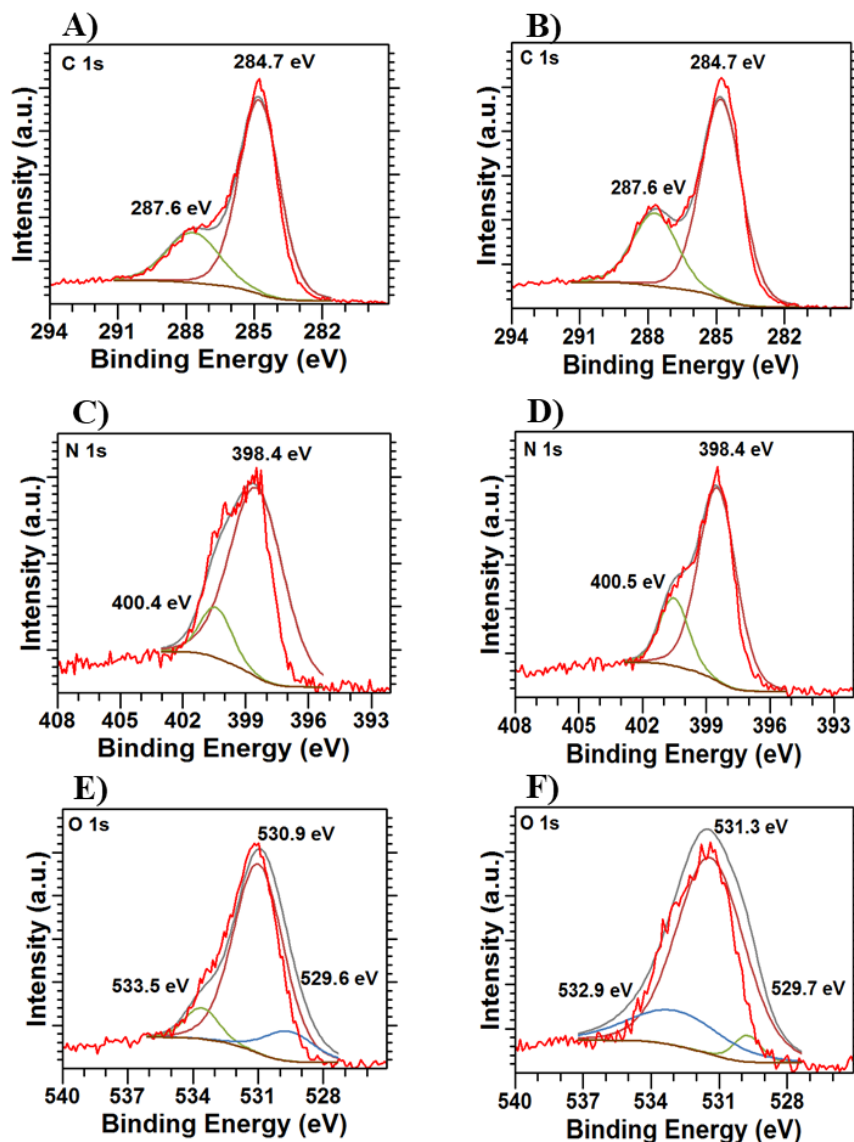 A)
C 1s
284.7 eV
287.6 eV
Intensity (a.u.)
294 291 288 285 282
Binding Energy (eV)
B)
C 1s
284.7 eV
287.6 eV
Intensity (a.u.)
294 291 288 285 282
Binding Energy (eV)
C)
N 1s
398.4 eV
400.4 eV
Intensity (a.u.)
408 405 402 399 396 393
Binding Energy (eV)
D)
N 1s
398.4 eV
400.5 eV
Intensity (a.u.)
408 405 402 399 396 393
Binding Energy (eV)
E)
O 1s
530.9 eV
533.5 eV
529.6 eV
Intensity (a.u.)
540 537 534 531 528
Binding Energy (eV)
F)
O 1s
531.3 eV
532.9 eV
529.7 eV
Intensity (a.u.)
540 537 534 531 528
Binding Energy (eV)